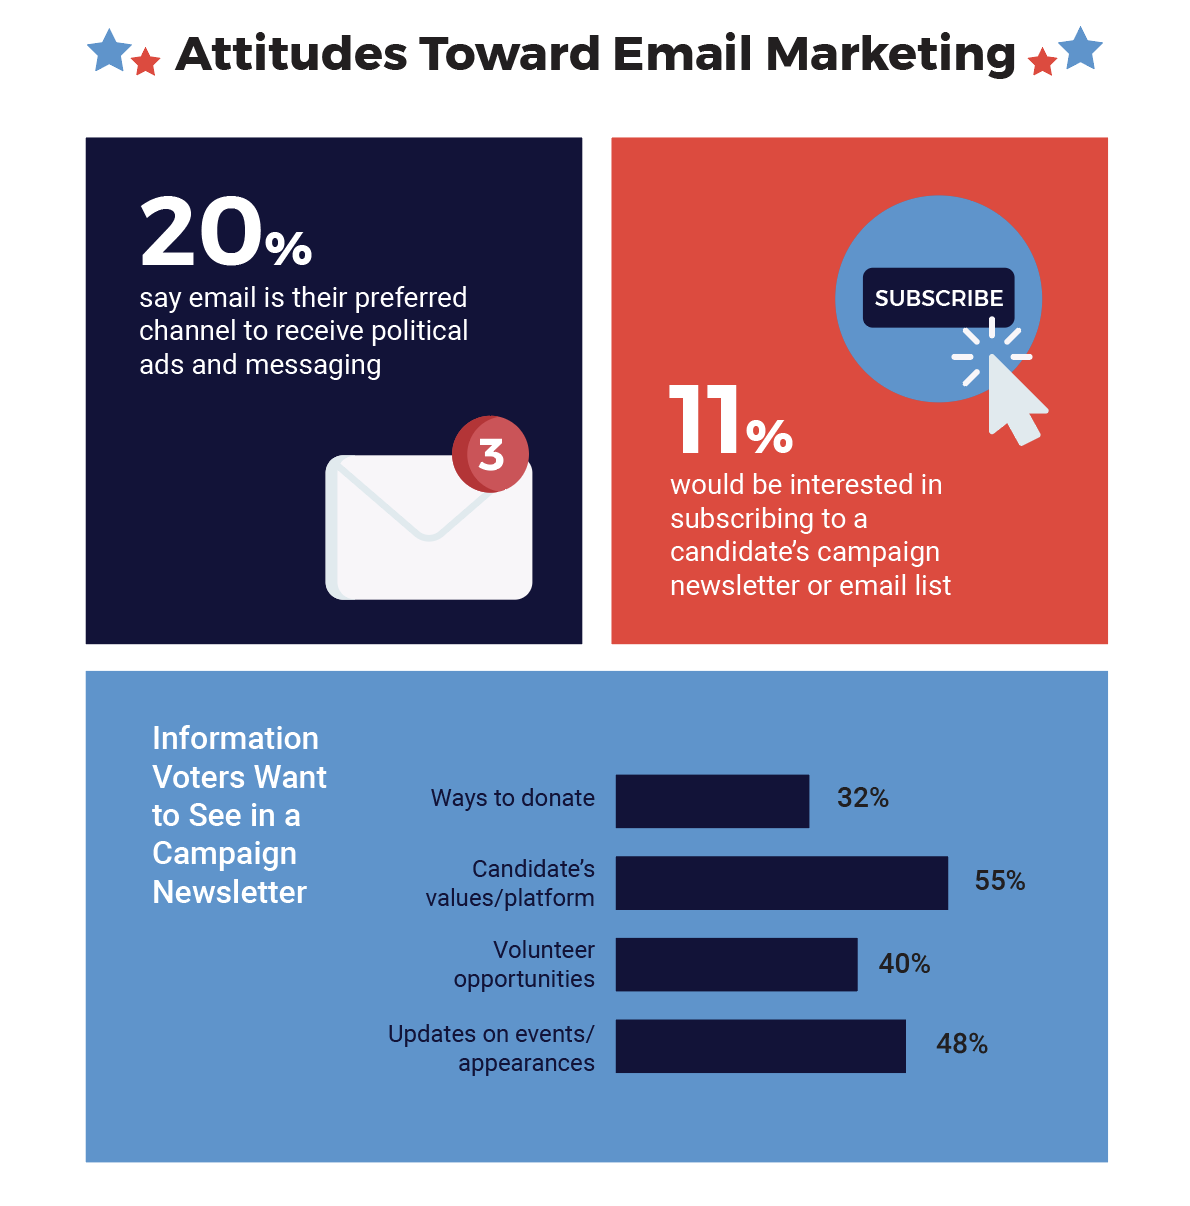 Attitudes Toward Email Marketing
20%
say email is their preferred
channel to receive political
ads and messaging
3
SUBSCRIBE
11%
would be interested in
subscribing to a
candidate’s campaign
newsletter or email list
Information
Voters Want
to See in a
Campaign
Newsletter
Ways to donate
32%
Candidate’s
values/platform
55%
Volunteer
opportunities
40%
Updates on events/
appearances
48%